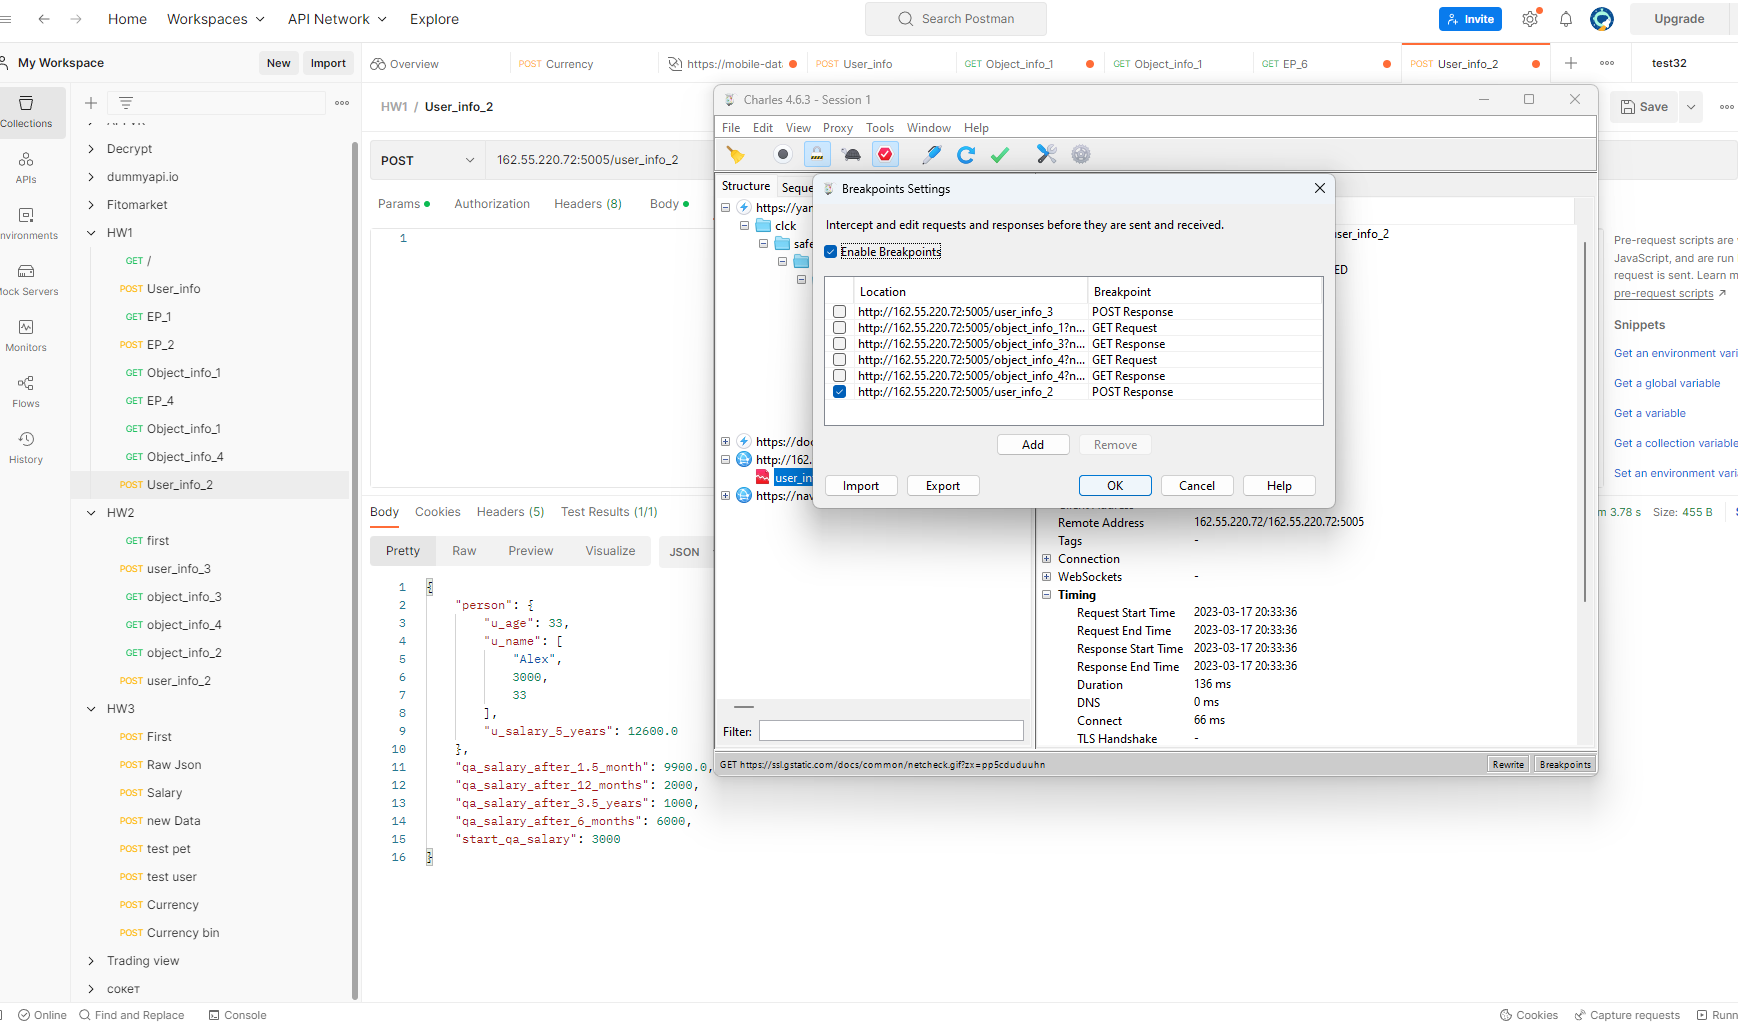 Home
Workspaces
API Network
Explore
Search Postman
Invite
Upgrade
My Workspace
New
Import
Overview
POST Currency
https://mobile-dat
POST User_info
GET Object_info_1
GET Object_info_1
GET EP_6
POST User_info_2
test32
Collections
APIs
Monitors
Flows
History
Decrypt
dummyapi.io
Fitomarket
HW1
GET /
POST User_info
GET EP_1
POST EP_2
GET Object_info_1
GET EP_4
GET Object_info_1
GET Object_info_4
POST User_info_2
HW2
GET first
POST user_info_3
GET object_info_3
GET object_info_4
GET object_info_2
POST user_info_2
HW3
POST First
POST Raw Json
POST Salary
POST new Data
POST test pet
POST test user
POST Currency
POST Currency bin
Trading view
сокет
HW1 / User_info_2
Save
POST
162.55.220.72:5005/user_info_2
Params
Authorization
Headers (8)
Body
1
Body
Cookies
Headers (5)
Test Results (1/1)
3.78 s
Size: 455 B
Pretty
Raw
Preview
Visualize
JSON
1 {
2 "person": {
3 "u_age": 33,
4 "u_name": [
5 "Alex",
6 3000,
7 33
8 ],
9 "u_salary_5_years": 12600.0
10 },
11 "qa_salary_after_1.5_month": 9900.0,
12 "qa_salary_after_12_months": 2000,
13 "qa_salary_after_3.5_years": 1000,
14 "qa_salary_after_6_months": 6000,
15 "start_qa_salary": 3000
16 }
Charles 4.6.3 - Session 1
File Edit View Proxy Tools Window Help
Structure
Seque
https://yan
clck
safe
https://doc
http://162.
user_in
https://nav
Filter:
user_info_2
ED
Breakpoints Settings
Intercept and edit requests and responses before they are sent and received.
Enable Breakpoints
Location Breakpoint
http://162.55.220.72:5005/user_info_3 POST Response
http://162.55.220.72:5005/object_info_1?n... GET Request
http://162.55.220.72:5005/object_info_3?n... GET Response
http://162.55.220.72:5005/object_info_4?n... GET Request
http://162.55.220.72:5005/object_info_4?n... GET Response
http://162.55.220.72:5005/user_info_2 POST Response
Add
Remove
Import
Export
OK
Cancel
Help
Remote Address 162.55.220.72/162.55.220.72:5005
Tags -
Connection
WebSockets -
Timing
Request Start Time 2023-03-17 20:33:36
Request End Time 2023-03-17 20:33:36
Response Start Time 2023-03-17 20:33:36
Response End Time 2023-03-17 20:33:36
Duration 136 ms
DNS 0 ms
Connect 66 ms
TLS Handshake -
GET https://ssl.gstatic.com/docs/common/netcheck.gif?zx=pp5cduduuhn
Rewrite
Breakpoints
Pre-request scripts are
JavaScript, and are run
request is sent. Learn m
pre-request scripts
Snippets
Get an environment vari
Get a global variable
Get a variable
Get a collection variable
Set an environment vari
Online
Find and Replace
Console
Cookies
Capture requests
Runn